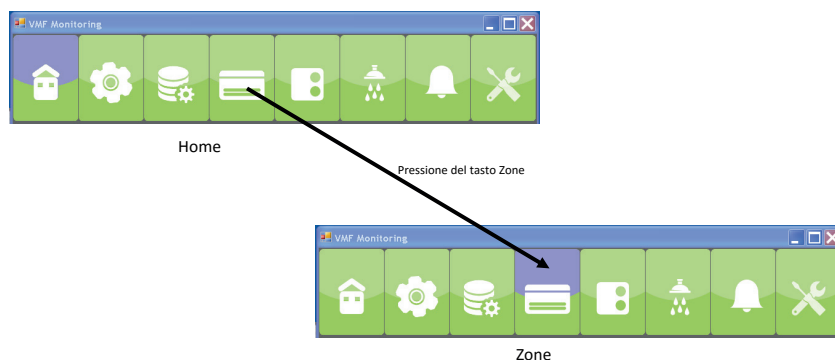 VMF Monitoring
Home
Pressione del tasto Zone
VMF Monitoring
Zone